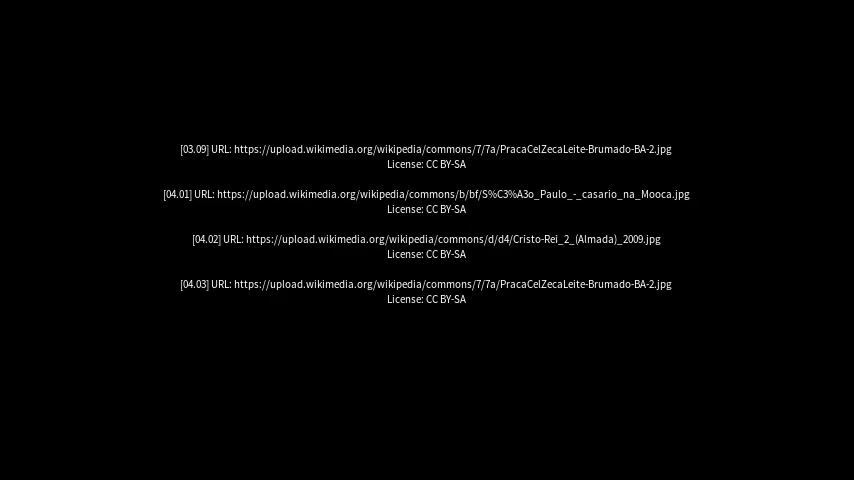 [03.09] URL: https://upload.wikimedia.org/wikipedia/commons/7/7a/PracaCelZecaLeite-Brumado-BA-2.jpg
License: CC BY-SA
[04.01] URL: https://upload.wikimedia.org/wikipedia/commons/b/bf/S%C3%A3o_Paulo_-_casario_na_Mooca.jpg
License: CC BY-SA
[04.02] URL: https://upload.wikimedia.org/wikipedia/commons/d/d4/Cristo-Rei_2_(Almada)_2009.jpg
License: CC BY-SA
[04.03] URL: https://upload.wikimedia.org/wikipedia/commons/7/7a/PracaCelZecaLeite-Brumado-BA-2.jpg
License: CC BY-SA